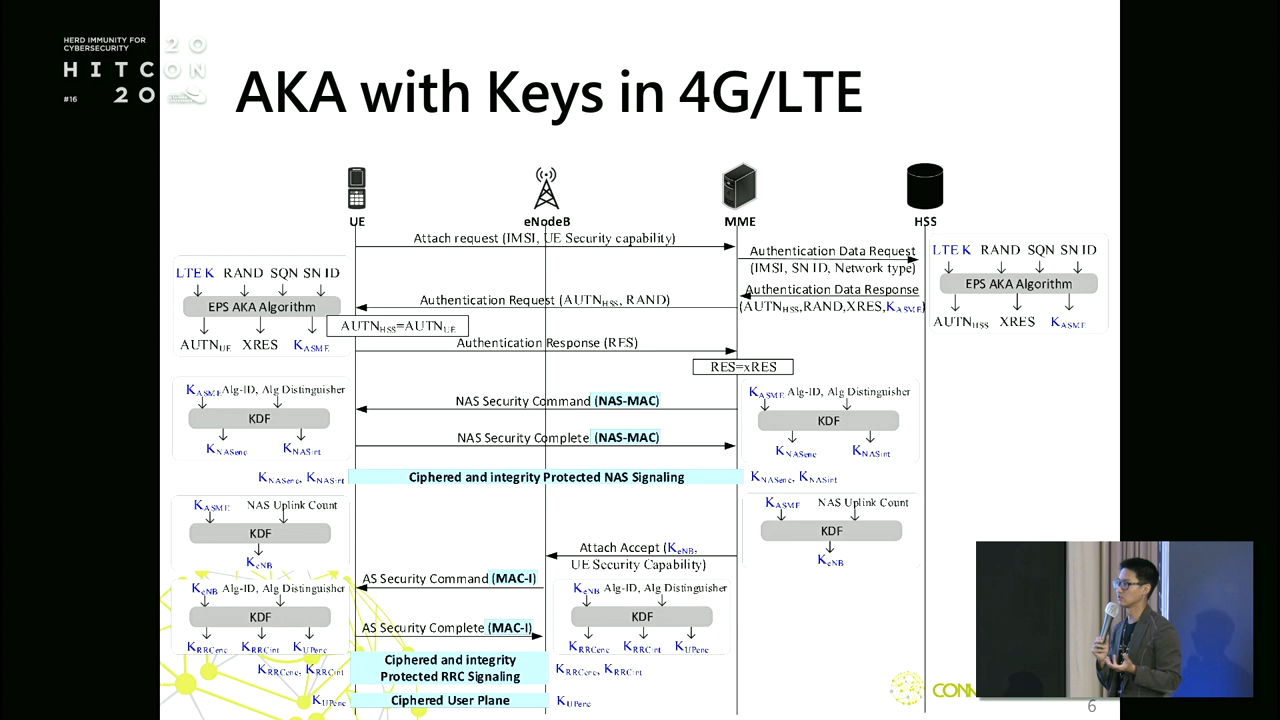 HERD IMMUNITY FOR
CYBERSECURITY
HITCON
#16
20
20
AKA with Keys in 4G/LTE
UE
eNodeB
MME
HSS
Attach request (IMSI, UE Security capability)
Authentication Data Request
(IMSI, SN ID, Network type)
LTE K RAND SQN SN ID
EPS AKA Algorithm
AUTNHSS XRES KASME
Authentication Data Response
(AUTNHSS,RAND,XRES,KASME)
LTE K RAND SQN SN ID
EPS AKA Algorithm
AUTNUE XRES KASME
Authentication Request (AUTNHSS, RAND)
AUTNHSS=AUTNUE
Authentication Response (RES)
RES=xRES
KASME Alg-ID, Alg Distinguisher
KDF
KNASenc KNASint
NAS Security Command (NAS-MAC)
NAS Security Complete (NAS-MAC)
KASME Alg-ID, Alg Distinguisher
KDF
KNASenc KNASint
KNASenc, KNASint
Ciphered and integrity Protected NAS Signaling
KNASenc, KNASint
KASME NAS Uplink Count
KDF
KeNB
KASME NAS Uplink Count
KDF
KeNB
Attach Accept (KeNB,
UE Security Capability)
AS Security Command (MAC-I)
KeNB Alg-ID, Alg Distinguisher
KDF
KRRCenc KRRCint KUPenc
KeNB Alg-ID, Alg Distinguisher
KDF
KRRCenc KRRCint KUPenc
AS Security Complete (MAC-I)
KRRCenc, KRRCint
Ciphered and integrity
Protected RRC Signaling
KRRCenc, KRRCint
KUPenc
Ciphered User Plane
KUPenc
6